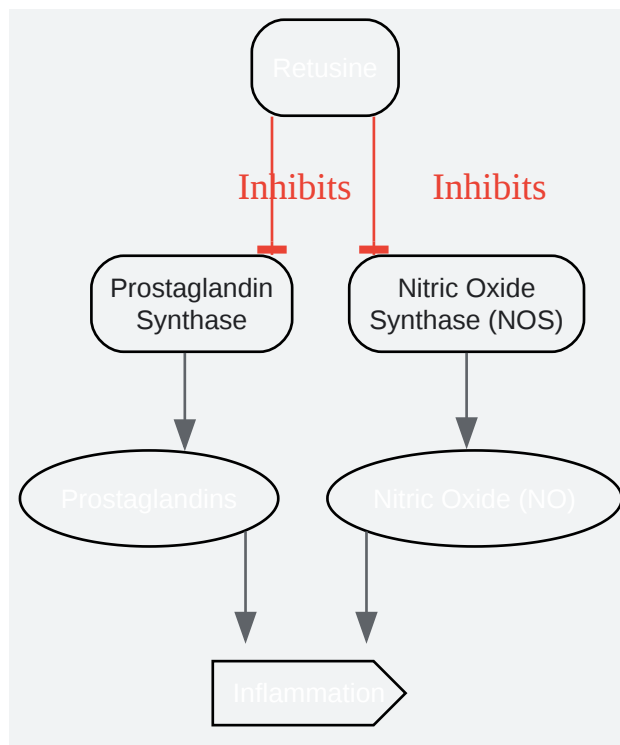 Retusine
Inhibits
Inhibits
Prostaglandin
Synthase
Nitric Oxide
Synthase (NOS)
Prostaglandins
Nitric Oxide (NO)
Inflammation